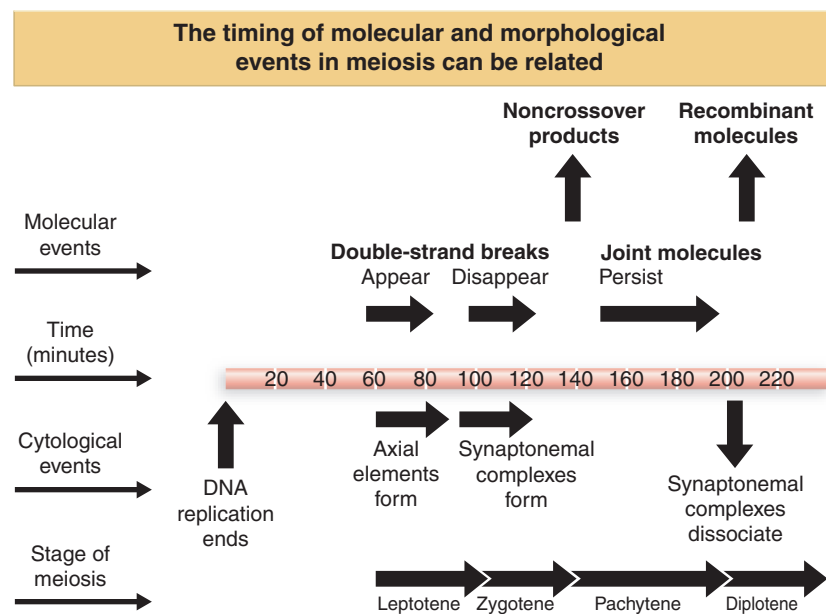 The timing of molecular and morphological
events in meiosis can be related
Noncrossover
products
Recombinant
molecules
Molecular
events
Double-strand breaks
Appear Disappear
Joint molecules
Persist
Time
(minutes)
20 40 60 80 100 120 140 160 180 200 220
Cytological
events
DNA
replication
ends
Axial
elements
form
Synaptonemal
complexes
form
Synaptonemal
complexes
dissociate
Stage of
meiosis
Leptotene Zygotene Pachytene Diplotene